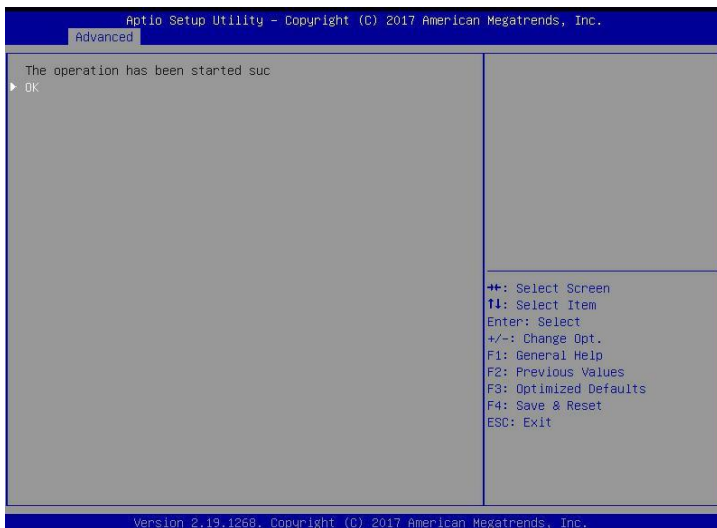 Aptio Setup Utility – Copyright (C) 2017 American Megatrends, Inc.
Advanced
The operation has been started suc
OK
: Select Screen
↑↓: Select Item
Enter: Select
+/-: Change Opt.
F1: General Help
F2: Previous Values
F3: Optimized Defaults
F4: Save & Reset
ESC: Exit
Version 2.19.1268. Copyright (C) 2017 American Megatrends, Inc.